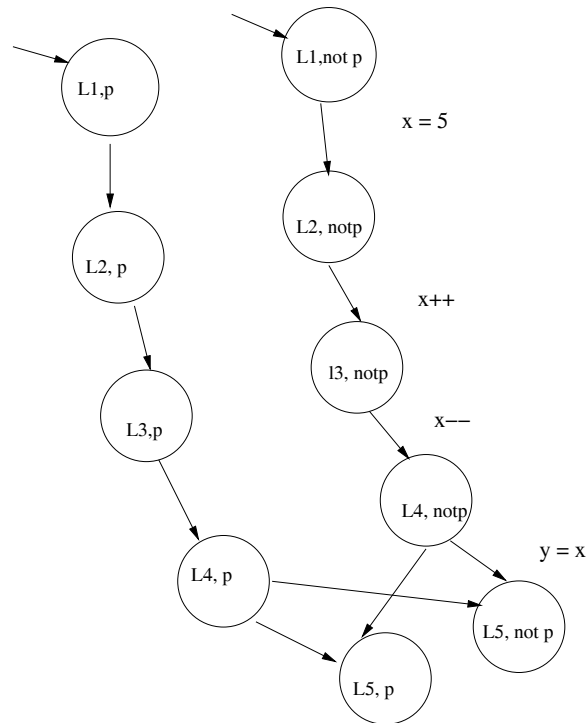 L1,p
L1,not p
x = 5
L2, p
L2, notp
x++
L3,p
l3, notp
x−−
L4, p
L4, notp
y = x
L5, p
L5, not p